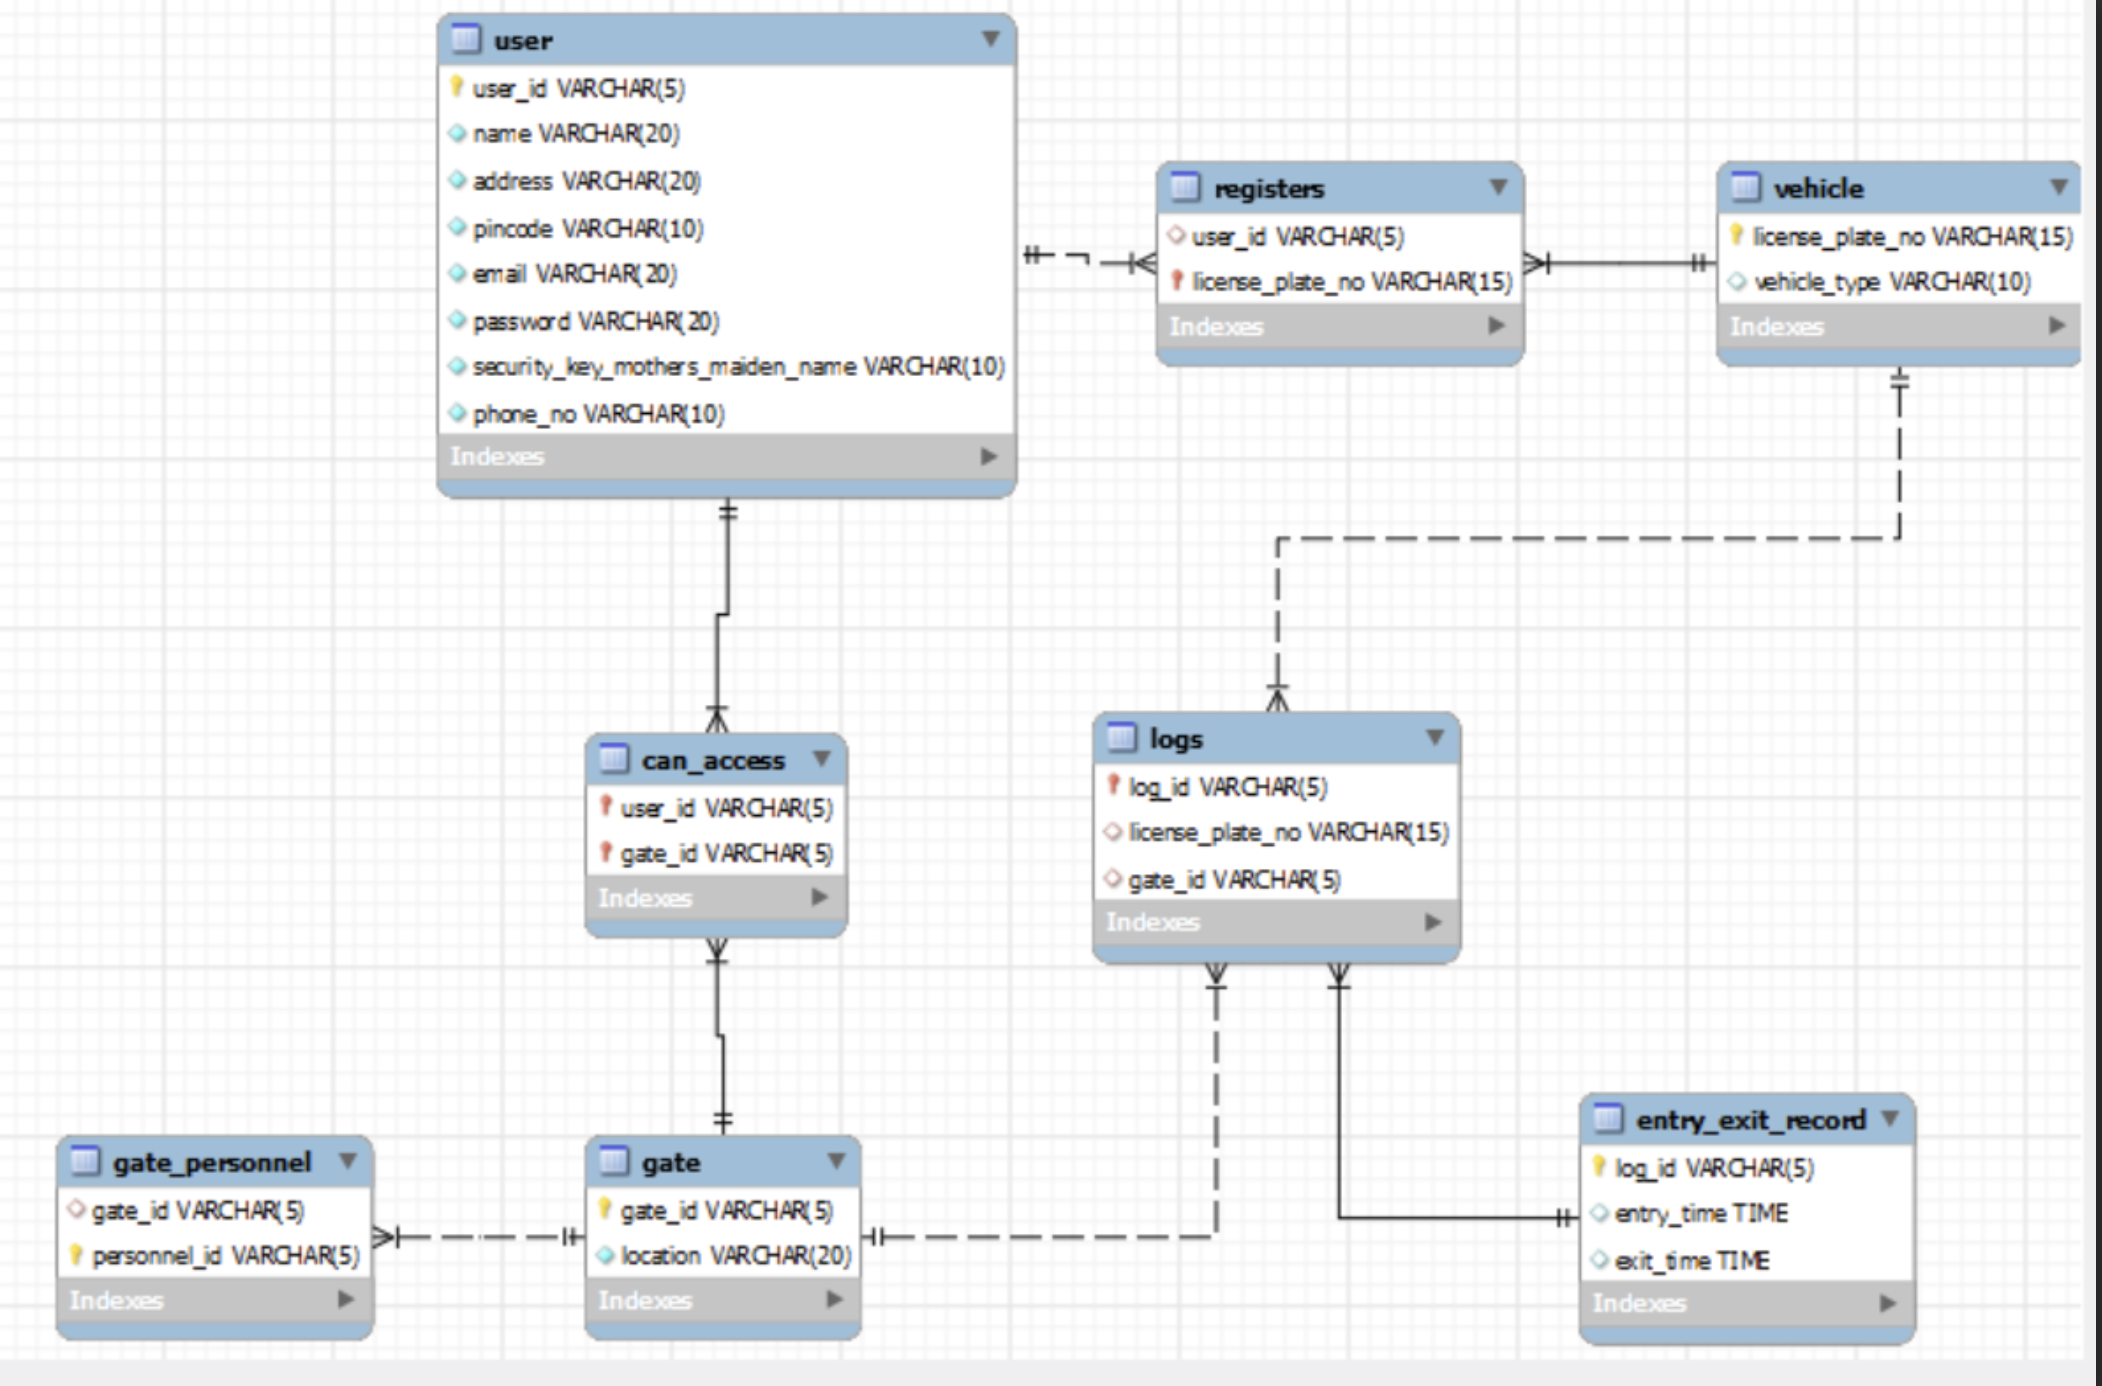 user
user_id VARCHAR(5)
name VARCHAR(20)
address VARCHAR(20)
pincode VARCHAR(10)
email VARCHAR(20)
password VARCHAR(20)
security_key_mothers_maiden_name VARCHAR(10)
phone_no VARCHAR(10)
Indexes
registers
user_id VARCHAR(5)
license_plate_no VARCHAR(15)
Indexes
vehicle
license_plate_no VARCHAR(15)
vehicle_type VARCHAR(10)
Indexes
can_access
user_id VARCHAR(5)
gate_id VARCHAR(5)
Indexes
logs
log_id VARCHAR(5)
license_plate_no VARCHAR(15)
gate_id VARCHAR(5)
Indexes
gate_personnel
gate_id VARCHAR(5)
personnel_id VARCHAR(5)
Indexes
gate
gate_id VARCHAR(5)
location VARCHAR(20)
Indexes
entry_exit_record
log_id VARCHAR(5)
entry_time TIME
exit_time TIME
Indexes